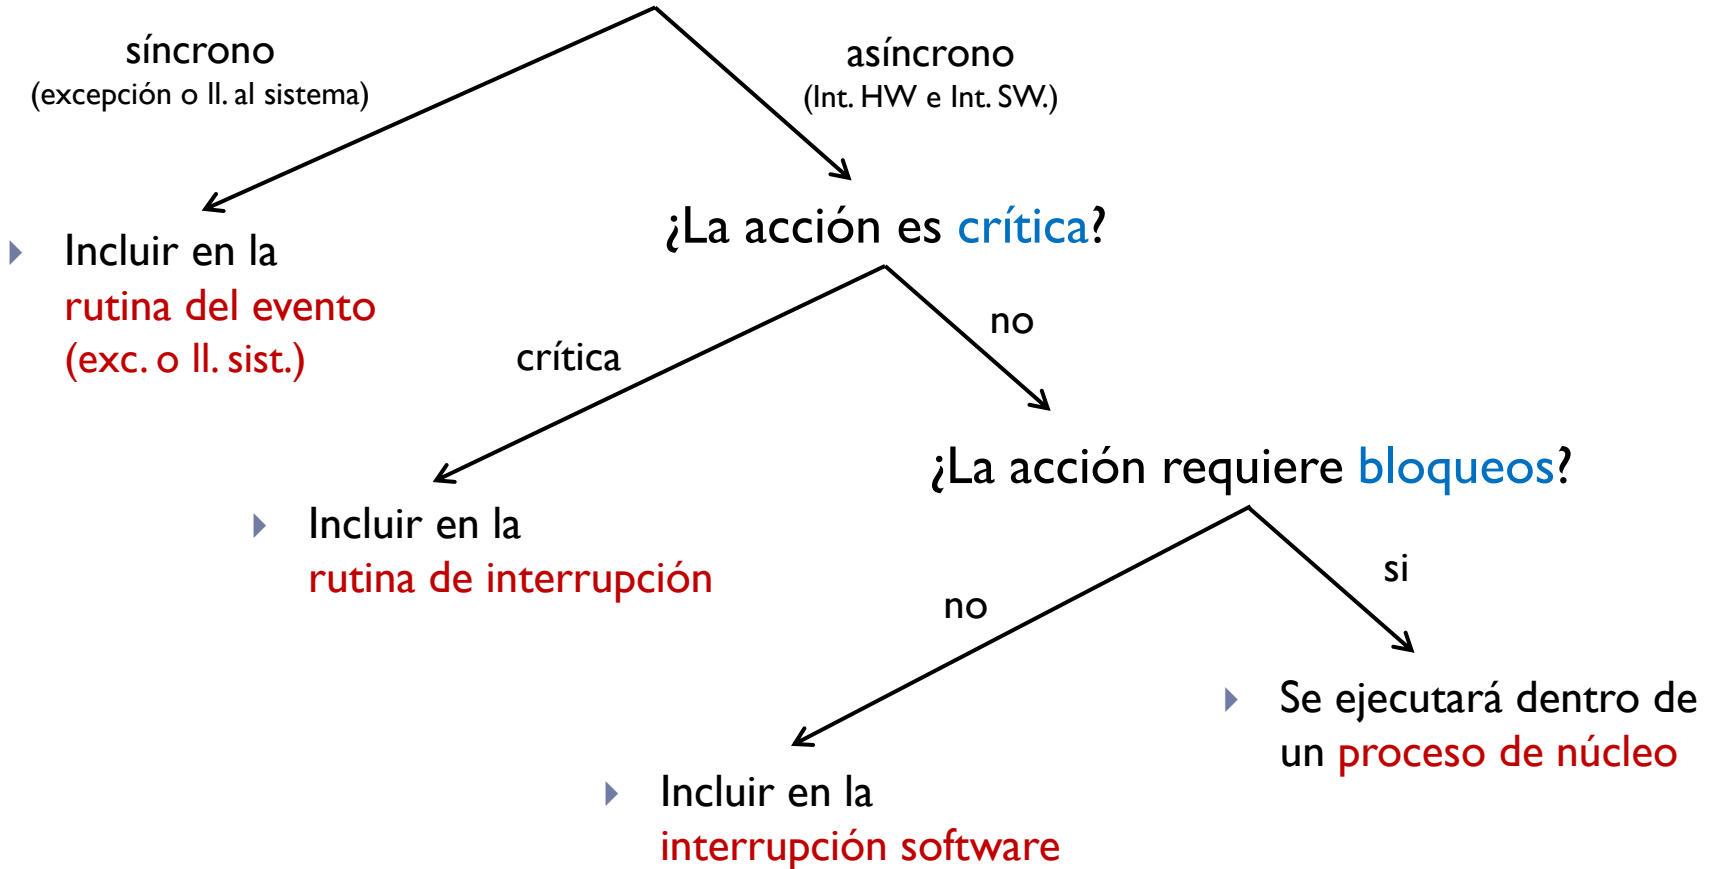 síncrono
(excepción o ll. al sistema)
asíncrono
(Int. HW e Int. SW.)
¿La acción es crítica?
Incluir en la
rutina del evento
(exc. o ll. sist.)
crítica
no
¿La acción requiere bloqueos?
Incluir en la
rutina de interrupción
no
si
Se ejecutará dentro de
un proceso de núcleo
Incluir en la
interrupción software